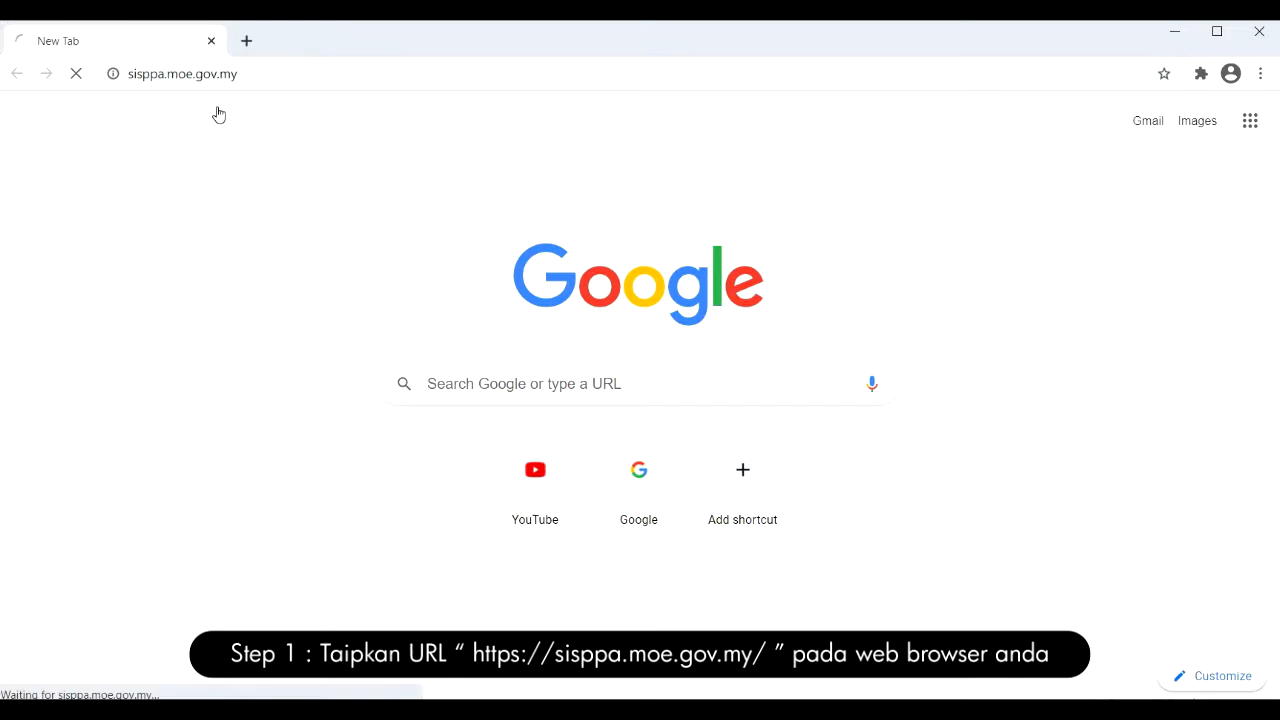 New Tab
sisppa.moe.gov.my
Gmail Images
Google
Search Google or type a URL
YouTube Google Add shortcut
Step 1 : Taipkan URL “ https://sisppa.moe.gov.my/ ” pada web browser anda
Customize
Waiting for sisppa.moe.gov.my...